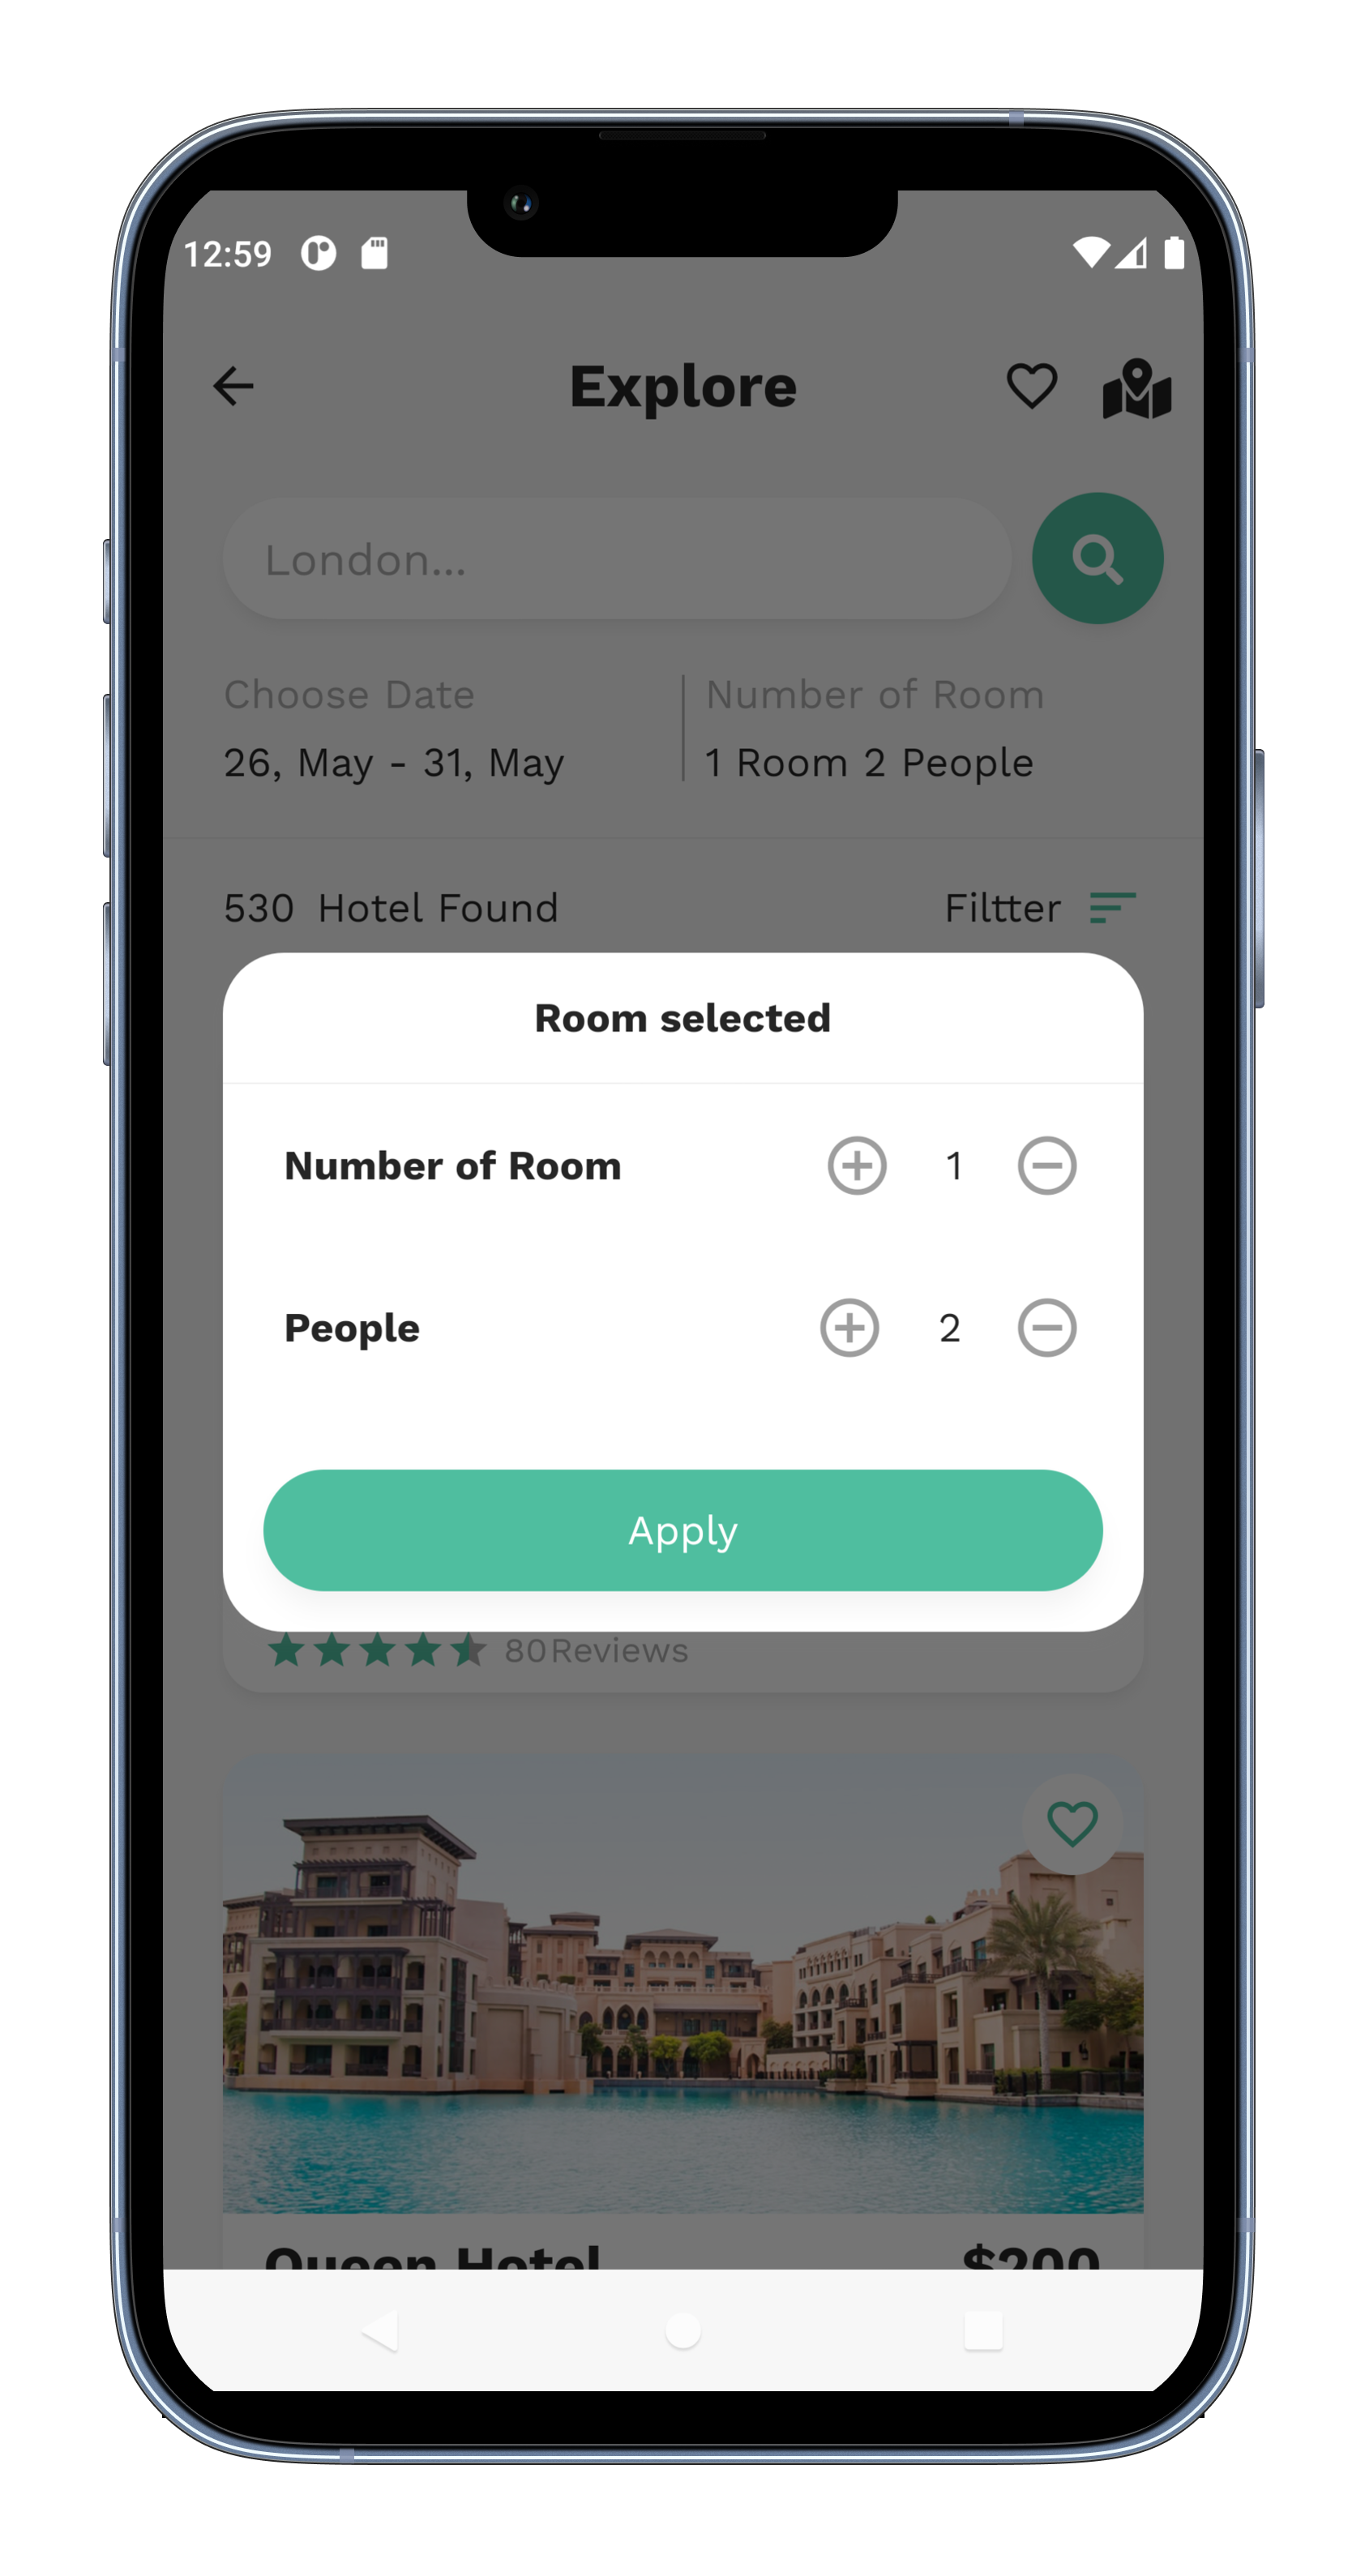 12:59
Explore
London...
Choose Date
Number of Room
26, May - 31, May
1 Room 2 People
530 Hotel Found
Filtter
Room selected
Number of Room
1
People
2
Apply
80Reviews
Queen Hotel
$200